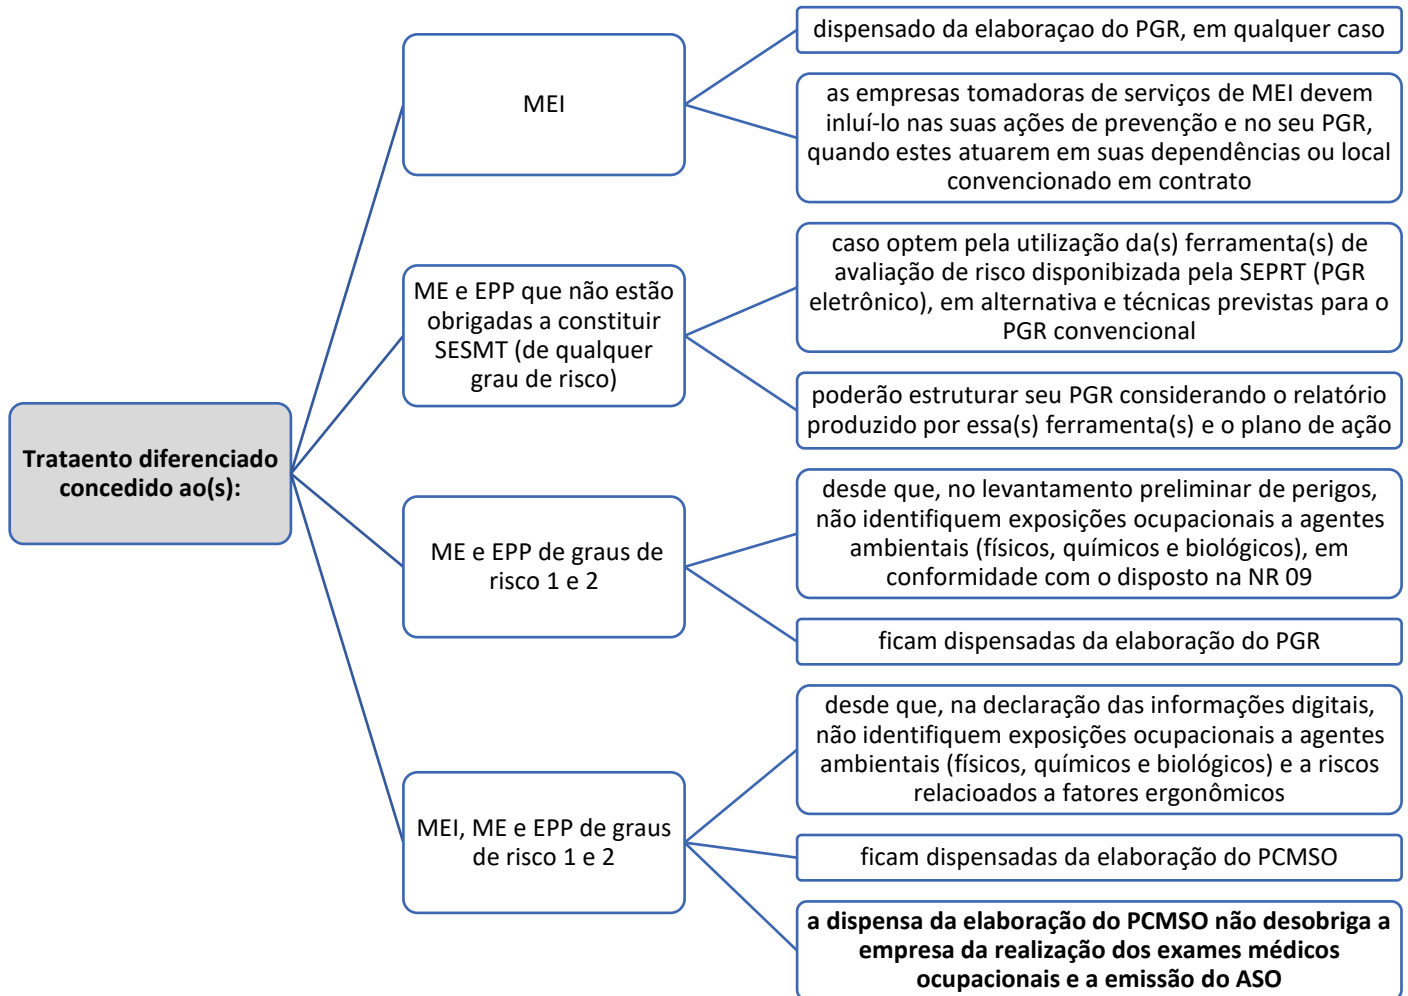 Trataento diferenciado
concedido ao(s):
MEI
dispensado da elaboraçao do PGR, em qualquer caso
as empresas tomadoras de serviços de MEI devem
inluí-lo nas suas ações de prevenção e no seu PGR,
quando estes atuarem em suas dependências ou local
convencionado em contrato
ME e EPP que não estão
obrigadas a constituir
SESMT (de qualquer
grau de risco)
caso optem pela utilização da(s) ferramenta(s) de
avaliação de risco disponibizada pela SEPRT (PGR
eletrônico), em alternativa e técnicas previstas para o
PGR convencional
poderão estruturar seu PGR considerando o relatório
produzido por essa(s) ferramenta(s) e o plano de ação
ME e EPP de graus de
risco 1 e 2
desde que, no levantamento preliminar de perigos,
não identifiquem exposições ocupacionais a agentes
ambientais (físicos, químicos e biológicos), em
conformidade com o disposto na NR 09
ficam dispensadas da elaboração do PGR
MEI, ME e EPP de graus
de risco 1 e 2
desde que, na declaração das informações digitais,
não identifiquem exposições ocupacionais a agentes
ambientais (físicos, químicos e biológicos) e a riscos
relacioados a fatores ergonômicos
ficam dispensadas da elaboração do PCMSO
a dispensa da elaboração do PCMSO não desobriga a
empresa da realização dos exames médicos
ocupacionais e a emissão do ASO